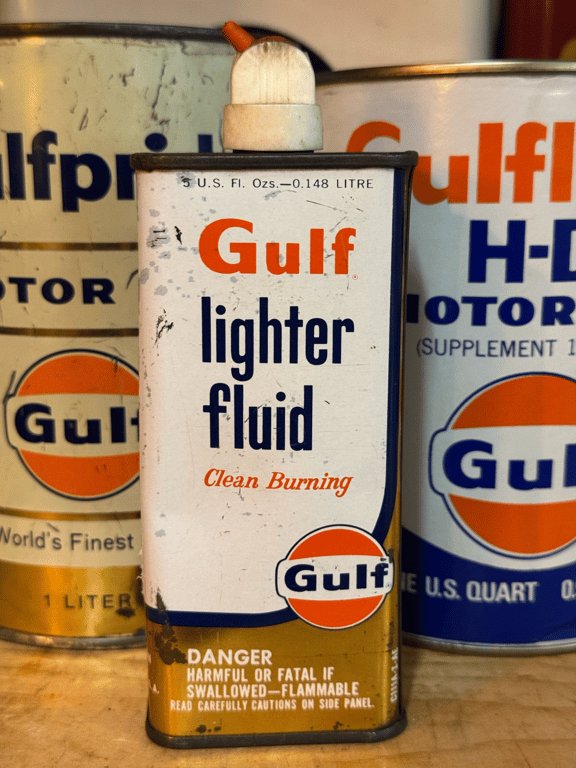 5 U.S. Fl. Ozs.—0.148 LITRE
Gulf
lighter
fluid
Clean Burning
Gulf
DANGER
HARMFUL OR FATAL IF
SWALLOWED—FLAMMABLE
READ CAREFULLY CAUTIONS ON SIDE PANEL.
lfpri
OTOR
Gul
World's Finest
1 LITER
Gulfl
H-D
MOTOR
(SUPPLEMENT 1
Gul
U.S. QUART